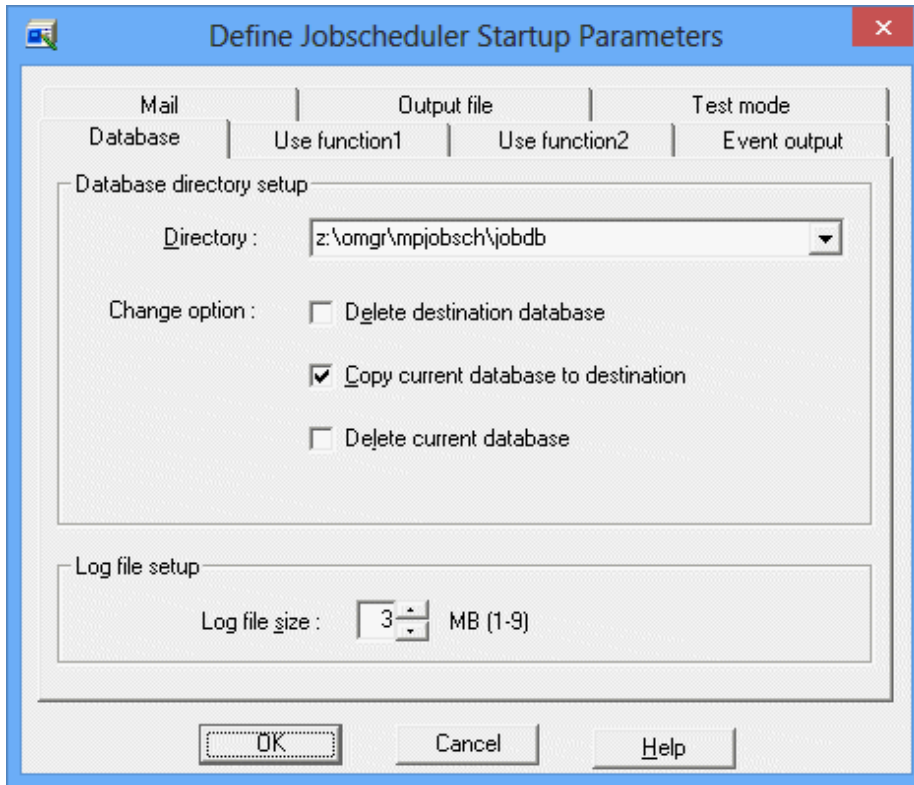 Define Jobscheduler Startup Parameters
Mail Output file Test mode
Database Use function1 Use function2 Event output
Database directory setup
Directory : z:\omgr\mpjobsch\jobdb
Change option : Delete destination database
Copy current database to destination
Delete current database
Log file setup
Log file size : 3 MB (1-9)
OK Cancel Help